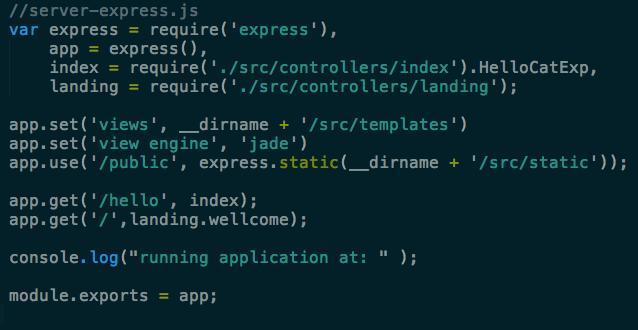 //server-express.js
var express = require('express'),
    app = express(),
    index = require('./src/controllers/index').HelloCatExp,
    landing = require('./src/controllers/landing');
app.set('views', __dirname + '/src/templates')
app.set('view engine', 'jade')
app.use('/public', express.static(__dirname + '/src/static'));
app.get('/hello', index);
app.get('/',landing.wellcome);
console.log("running application at: " );
module.exports = app;